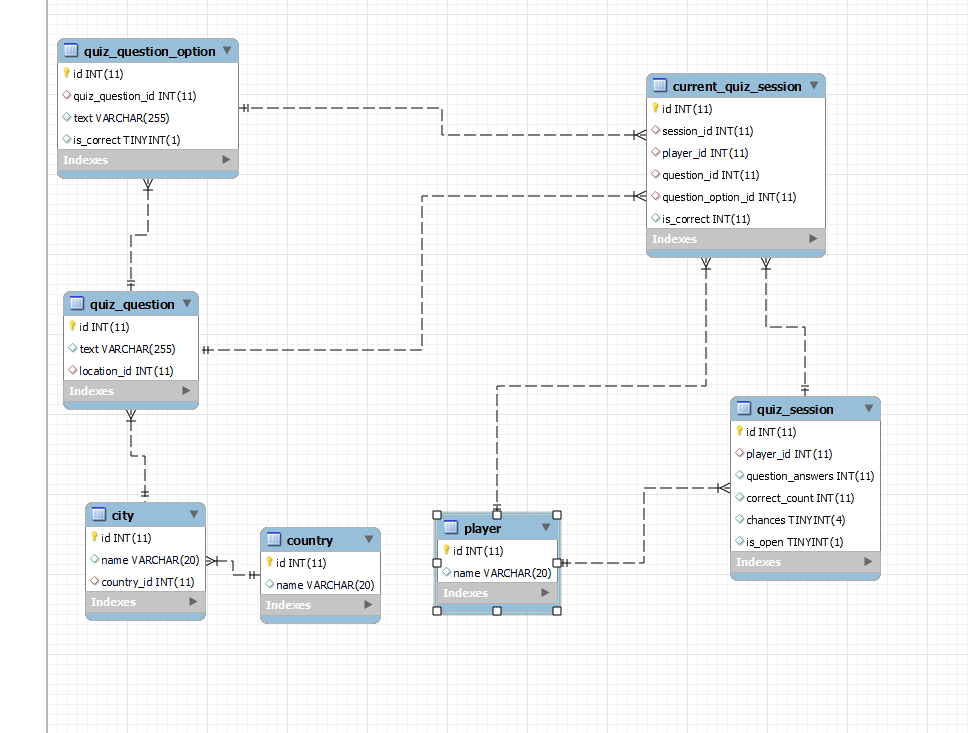 quiz_question_option
id INT(11)
quiz_question_id INT(11)
text VARCHAR(255)
is_correct TINYINT(1)
Indexes
current_quiz_session
id INT(11)
session_id INT(11)
player_id INT(11)
question_id INT(11)
question_option_id INT(11)
is_correct INT(11)
Indexes
quiz_question
id INT(11)
text VARCHAR(255)
location_id INT(11)
Indexes
quiz_session
id INT(11)
player_id INT(11)
question_answers INT(11)
correct_count INT(11)
chances TINYINT(4)
is_open TINYINT(1)
Indexes
city
id INT(11)
name VARCHAR(20)
country_id INT(11)
Indexes
country
id INT(11)
name VARCHAR(20)
Indexes
player
id INT(11)
name VARCHAR(20)
Indexes